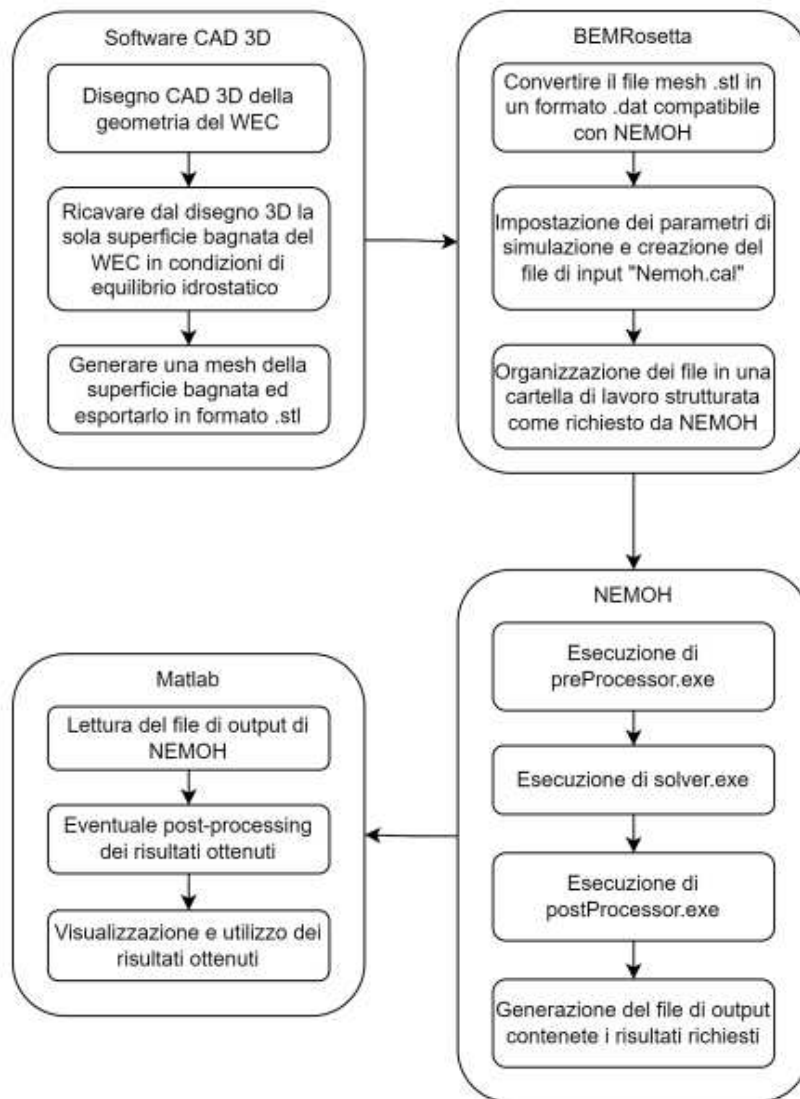 Software CAD 3D
Disegno CAD 3D della
geometria del WEC
Ricavare dal disegno 3D la
sola superficie bagnata del
WEC in condizioni di
equilibrio idrostatico
Generare una mesh della
superficie bagnata ed
esportarlo in formato .stl
BEMRosetta
Convertire il file mesh .stl in
un formato .dat compatibile
con NEMOH
Impostazione dei parametri di
simulazione e creazione del
file di input "Nemoh.cal"
Organizzazione dei file in una
cartella di lavoro strutturata
come richiesto da NEMOH
NEMOH
Esecuzione di
preProcessor.exe
Esecuzione di solver.exe
Esecuzione di
postProcessor.exe
Generazione del file di output
contenete i risultati richiesti
Matlab
Lettura del file di output di
NEMOH
Eventuale post-processing
dei risultati ottenuti
Visualizzazione e utilizzo dei
risultati ottenuti